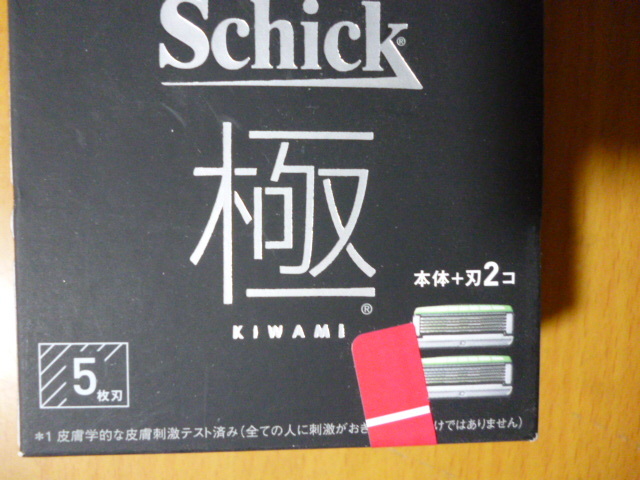 Schick®
極®
KIWAMI
本体+刃2コ
5枚刃
*1 皮膚学的な皮膚刺激テスト済み(全ての人に刺激がおき けではありません)